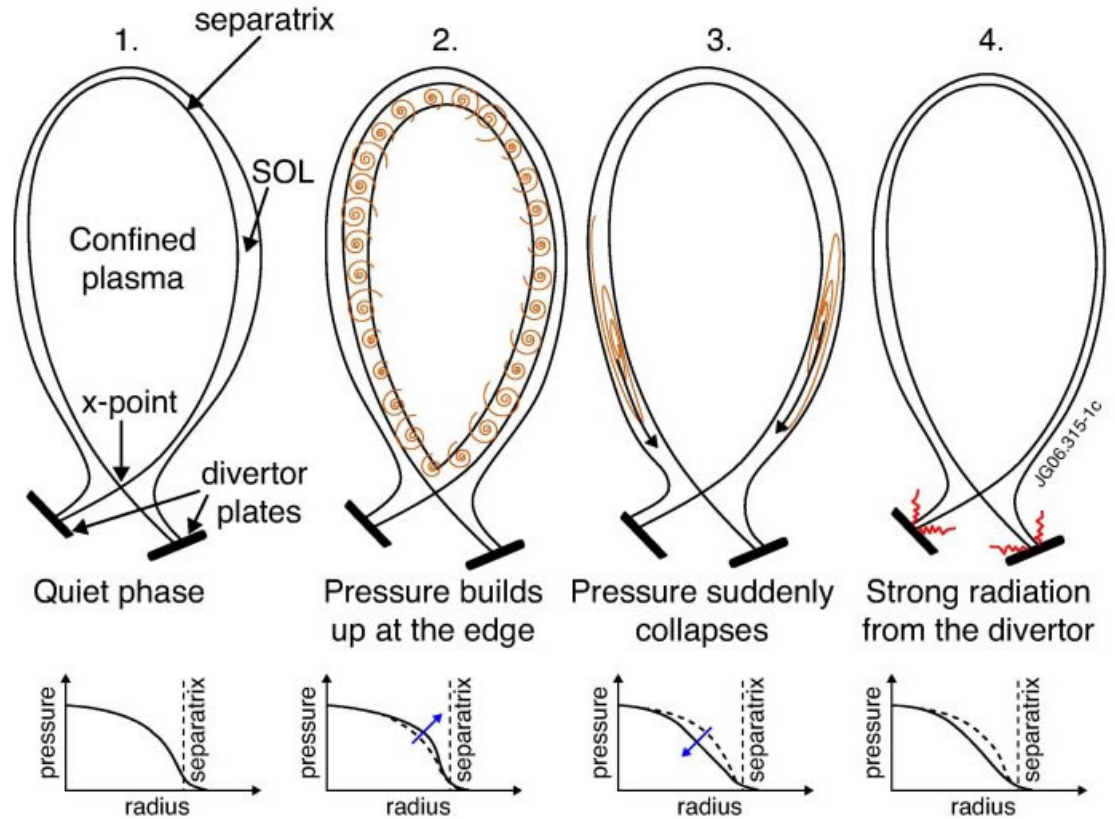 1.
separatrix
2.
3.
4.
SOL
Confined
plasma
x-point
divertor
plates
JG06.315-1c
Quiet phase
Pressure builds
up at the edge
Pressure suddenly
collapses
Strong radiation
from the divertor
pressure
separatrix
radius
pressure
separatrix
radius
pressure
separatrix
radius
pressure
separatrix
radius